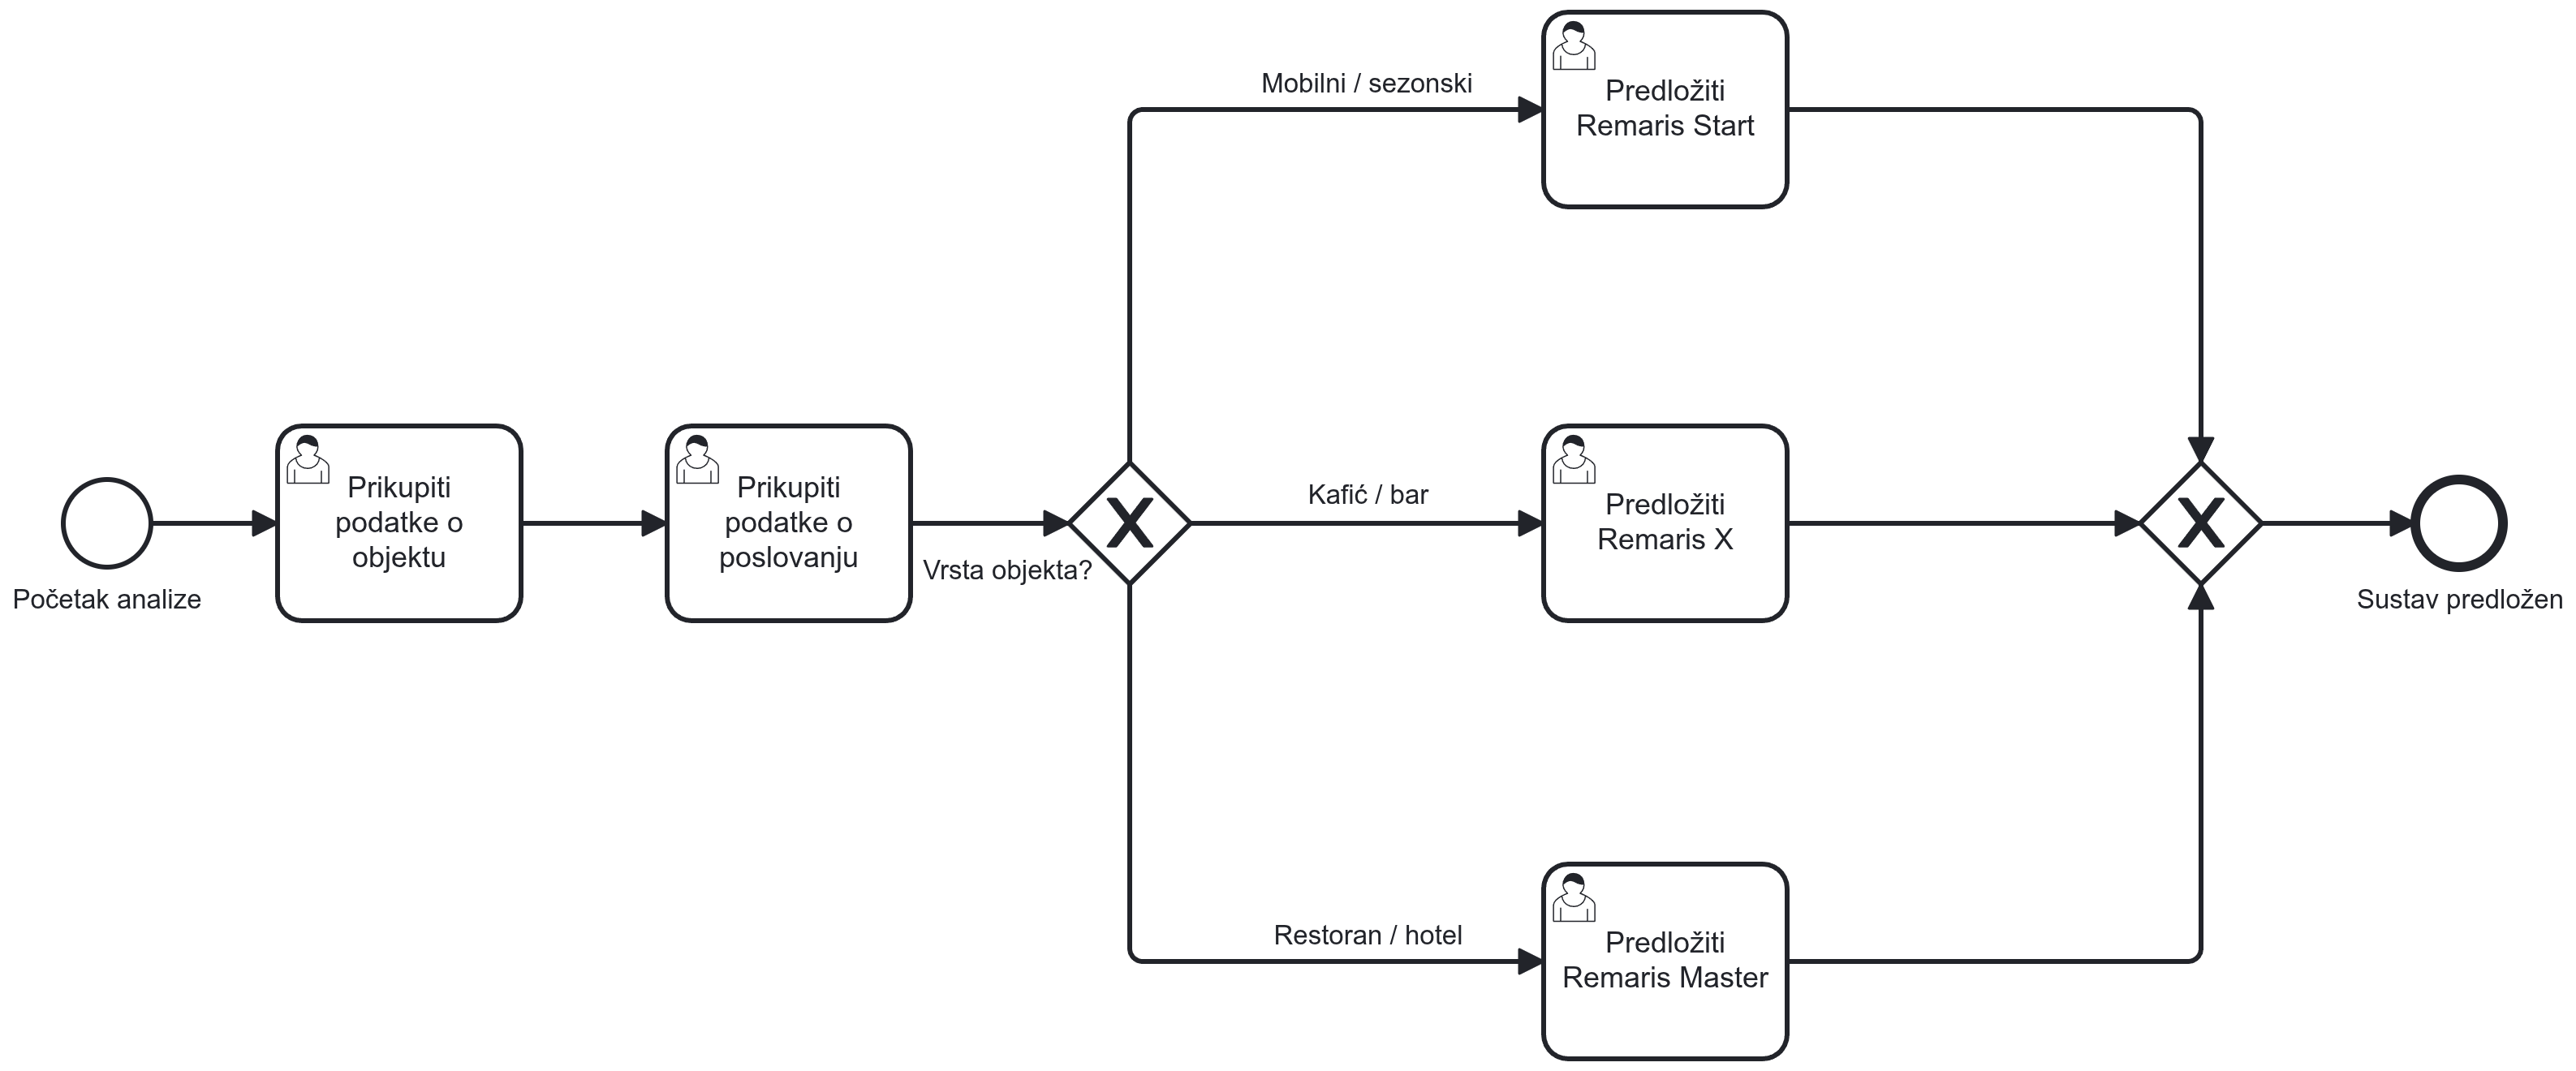 Početak analize
Prikupiti
podatke o
objektu
Prikupiti
podatke o
poslovanju
Vrsta objekta?
Mobilni / sezonski
Predložiti
Remaris Start
Kafić / bar
Predložiti
Remaris X
Restoran / hotel
Predložiti
Remaris Master
Sustav predložen